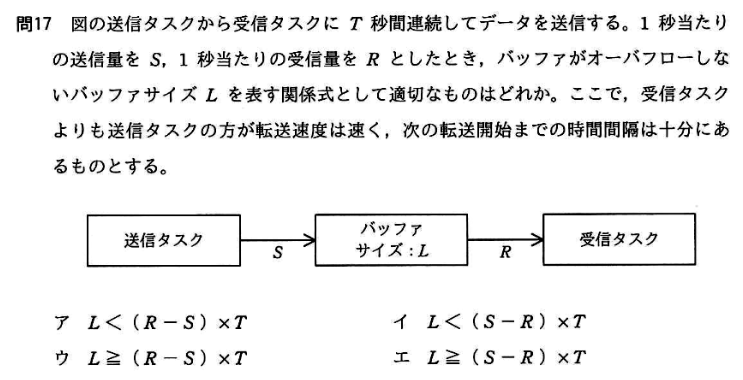 問17 図の送信タスクから受信タスクに T 秒間連続してデータを送信する。1 秒当たり
の送信量を S，1 秒当たりの受信量を R としたとき，バッファがオーバフローしな
いバッファサイズ L を表す関係式として適切なものはどれか。ここで，受信タスク
よりも送信タスクの方が転送速度は速く，次の転送開始までの時間間隔は十分にあ
るものとする。
送信タスク S バッファ R 受信タスク
サイズ：L
ア L＜（R－S）×T イ L＜（S－R）×T
ウ L≧（R－S）×T エ L≧（S－R）×T